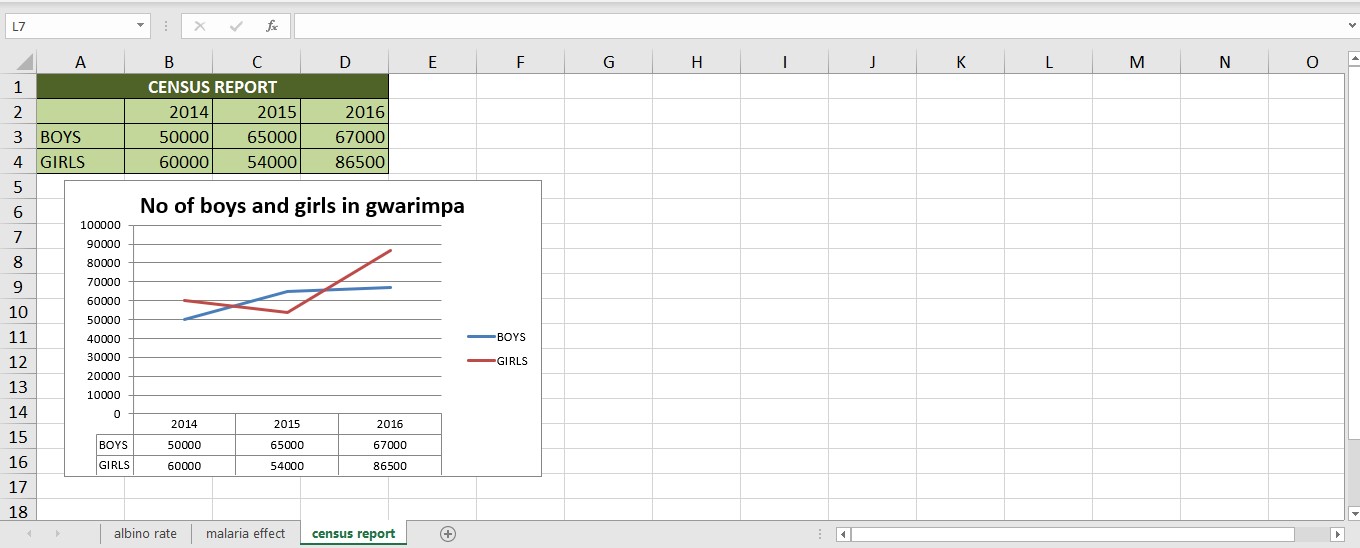 L7 fx
A B C D E F G H I J K L M N O
1 CENSUS REPORT
2 2014 2015 2016
3 BOYS 50000 65000 67000
4 GIRLS 60000 54000 86500
5
6 No of boys and girls in gwarimpa
7 100000
90000
8 80000
9 70000
60000
10 50000
11 40000
BOYS
12 30000
GIRLS
13 20000
10000
14 0
2014 2015 2016
15 BOYS 50000 65000 67000
16 GIRLS 60000 54000 86500
17
18
albino rate malaria effect census report